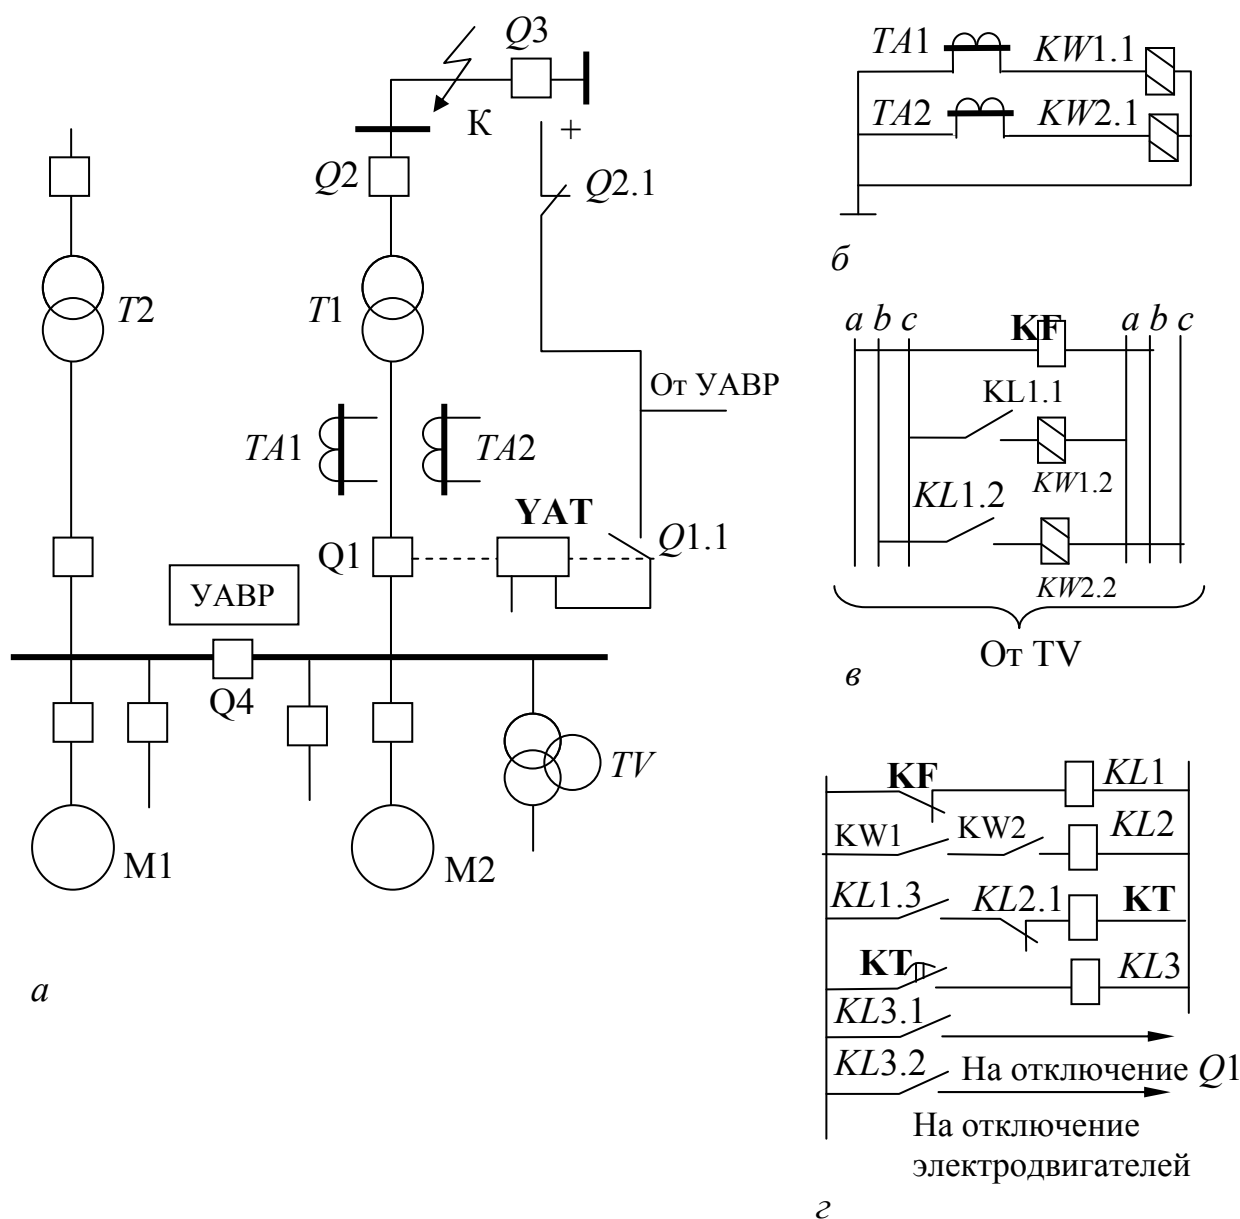 Q3
К
+
Q2
Q2.1
T2
T1
От УАВР
TA1
TA2
YAT
Q1
Q1.1
УАВР
Q4
TV
M1
M2
а
TA1
KW1.1
TA2
KW2.1
б
a b c
KF
a b c
KL1.1
KW1.2
KL1.2
KW2.2
От TV
в
KF
KL1
KW1
KW2
KL2
KL1.3
KL2.1
KT
KT
KL3
KL3.1
KL3.2
На отключение Q1
На отключение
электродвигателей
г